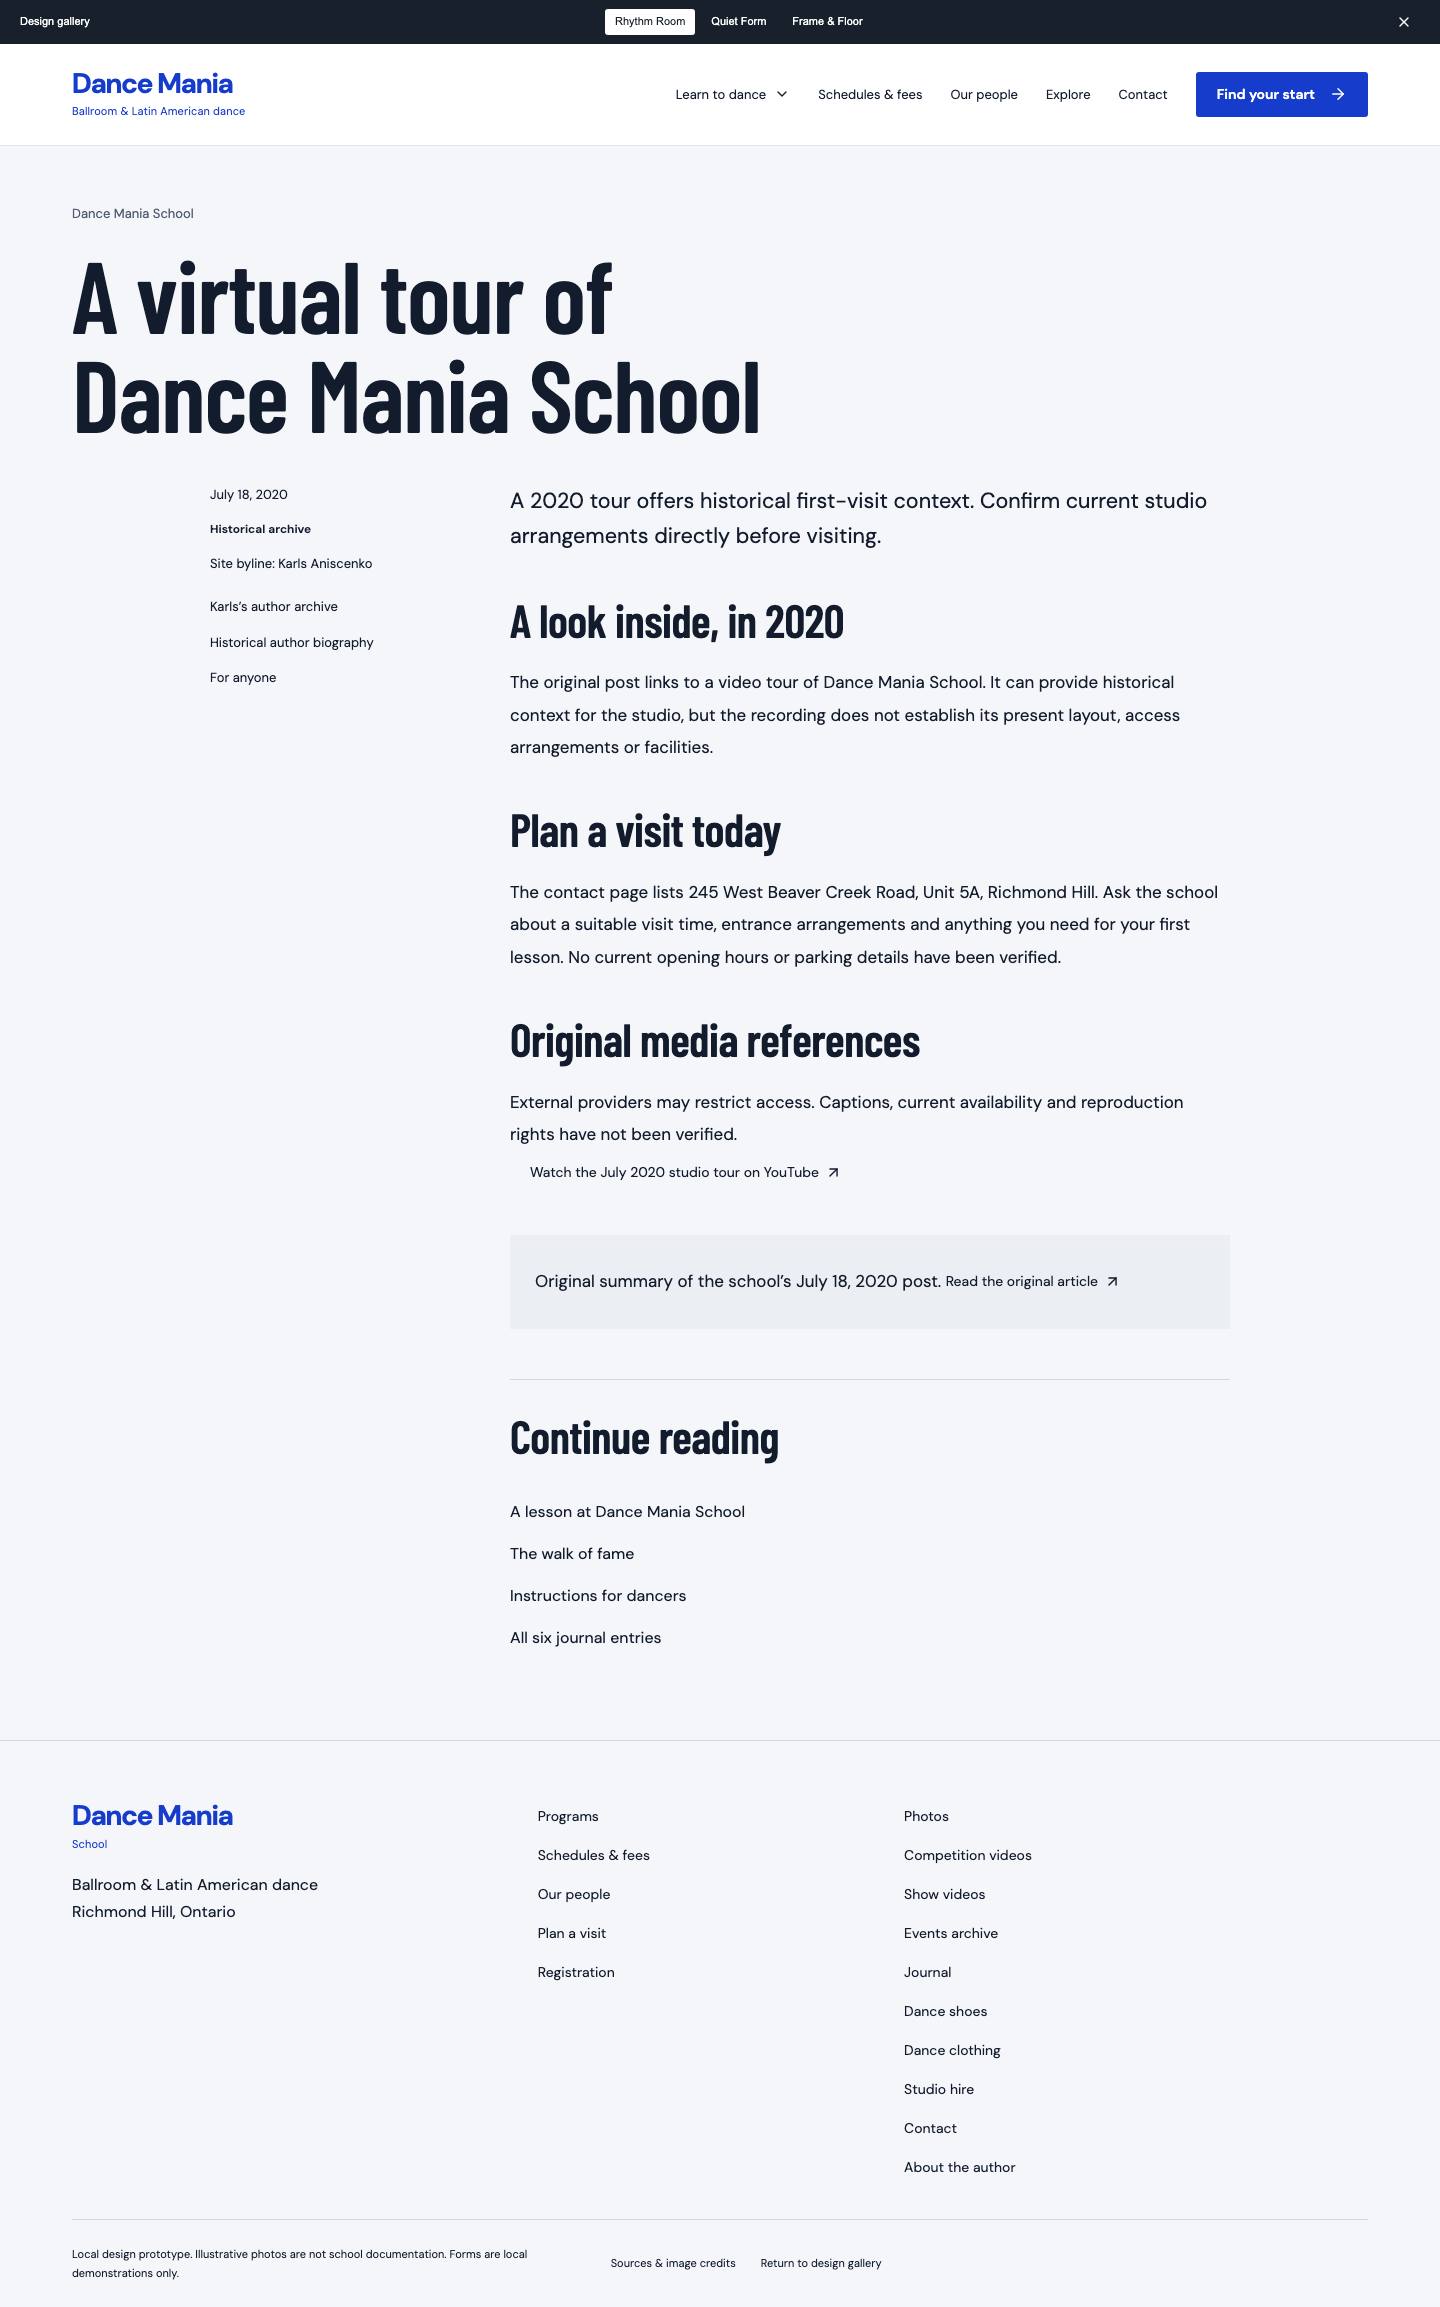 Design gallery
Rhythm Room
Quiet Form
Frame & Floor
Dance Mania
Ballroom & Latin American dance
Learn to dance
Schedules & fees
Our people
Explore
Contact
Find your start
Dance Mania School
A virtual tour of
Dance Mania School
July 18, 2020
Historical archive
Site byline: Karls Aniscenko
Karls’s author archive
Historical author biography
For anyone
A 2020 tour offers historical first-visit context. Confirm current studio
arrangements directly before visiting.
A look inside, in 2020
The original post links to a video tour of Dance Mania School. It can provide historical
context for the studio, but the recording does not establish its present layout, access
arrangements or facilities.
Plan a visit today
The contact page lists 245 West Beaver Creek Road, Unit 5A, Richmond Hill. Ask the school
about a suitable visit time, entrance arrangements and anything you need for your first
lesson. No current opening hours or parking details have been verified.
Original media references
External providers may restrict access. Captions, current availability and reproduction
rights have not been verified.
Watch the July 2020 studio tour on YouTube
Original summary of the school’s July 18, 2020 post. Read the original article
Continue reading
A lesson at Dance Mania School
The walk of fame
Instructions for dancers
All six journal entries
Dance Mania
School
Ballroom & Latin American dance
Richmond Hill, Ontario
Programs
Schedules & fees
Our people
Plan a visit
Registration
Photos
Competition videos
Show videos
Events archive
Journal
Dance shoes
Dance clothing
Studio hire
Contact
About the author
Local design prototype. Illustrative photos are not school documentation. Forms are local
demonstrations only.
Sources & image credits
Return to design gallery